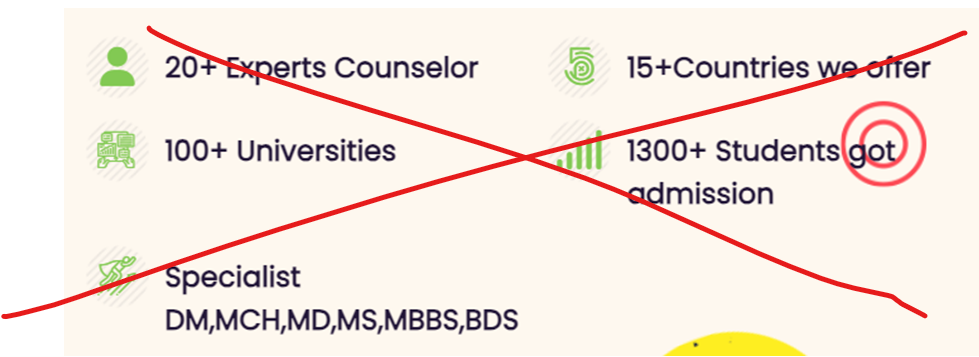 20+ Experts Counselor
15+Countries we offer
100+ Universities
1300+ Students got
admission
Specialist
DM,MCH,MD,MS,MBBS,BDS